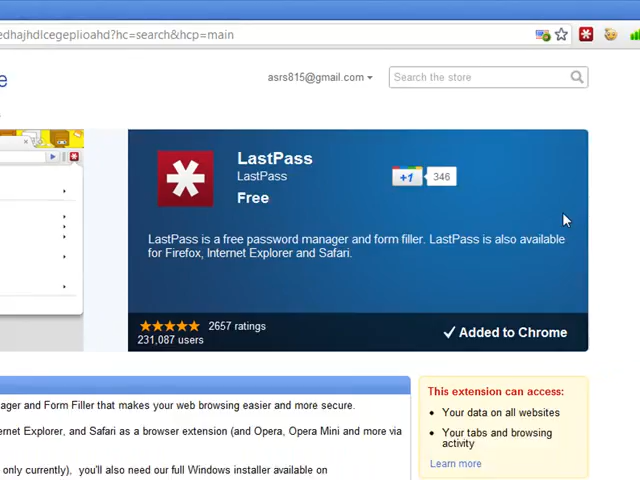 edhajhdlcegeplioahd?hc=search&hcp=main
e
asrs815@gmail.com
Search the store
LastPass
LastPass
+1
346
Free
LastPass is a free password manager and form filler. LastPass is also available
for Firefox, Internet Explorer and Safari.
2657 ratings
231,087 users
Added to Chrome
ager and Form Filler that makes your web browsing easier and more secure.
ernet Explorer, and Safari as a browser extension (and Opera, Opera Mini and more via
only currently), you'll also need our full Windows installer available on
This extension can access:
Your data on all websites
Your tabs and browsing
activity
Learn more